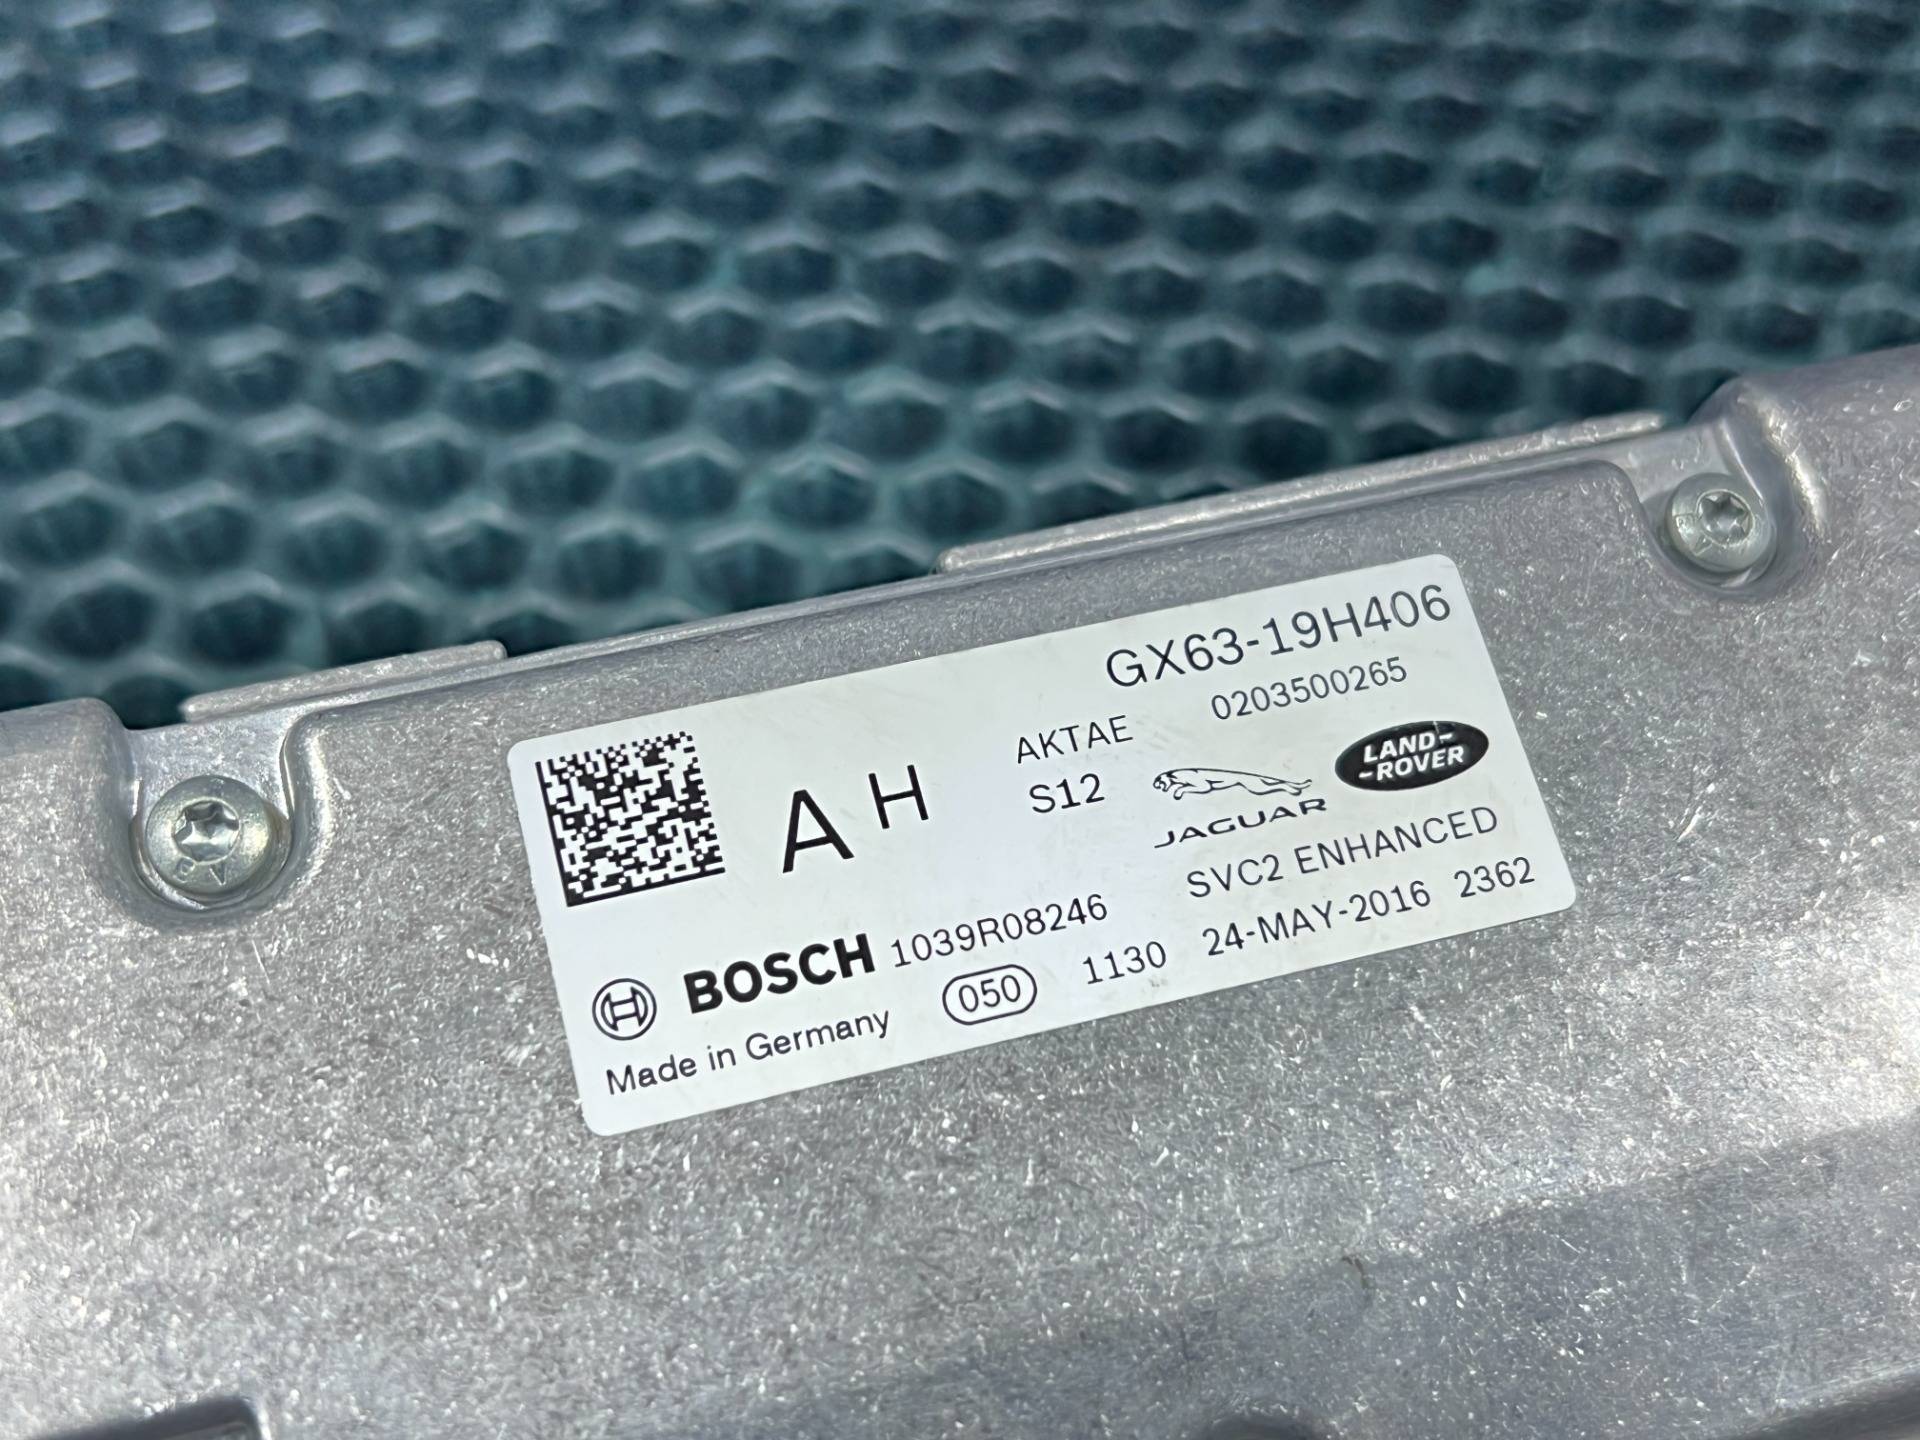 GX63-19H406
0203500265
AKTAE
A H
S12
JAGUAR
LAND-
-ROVER
SVC2 ENHANCED
BOSCH 1039R08246
Made in Germany
050
1130 24-MAY-2016 2362